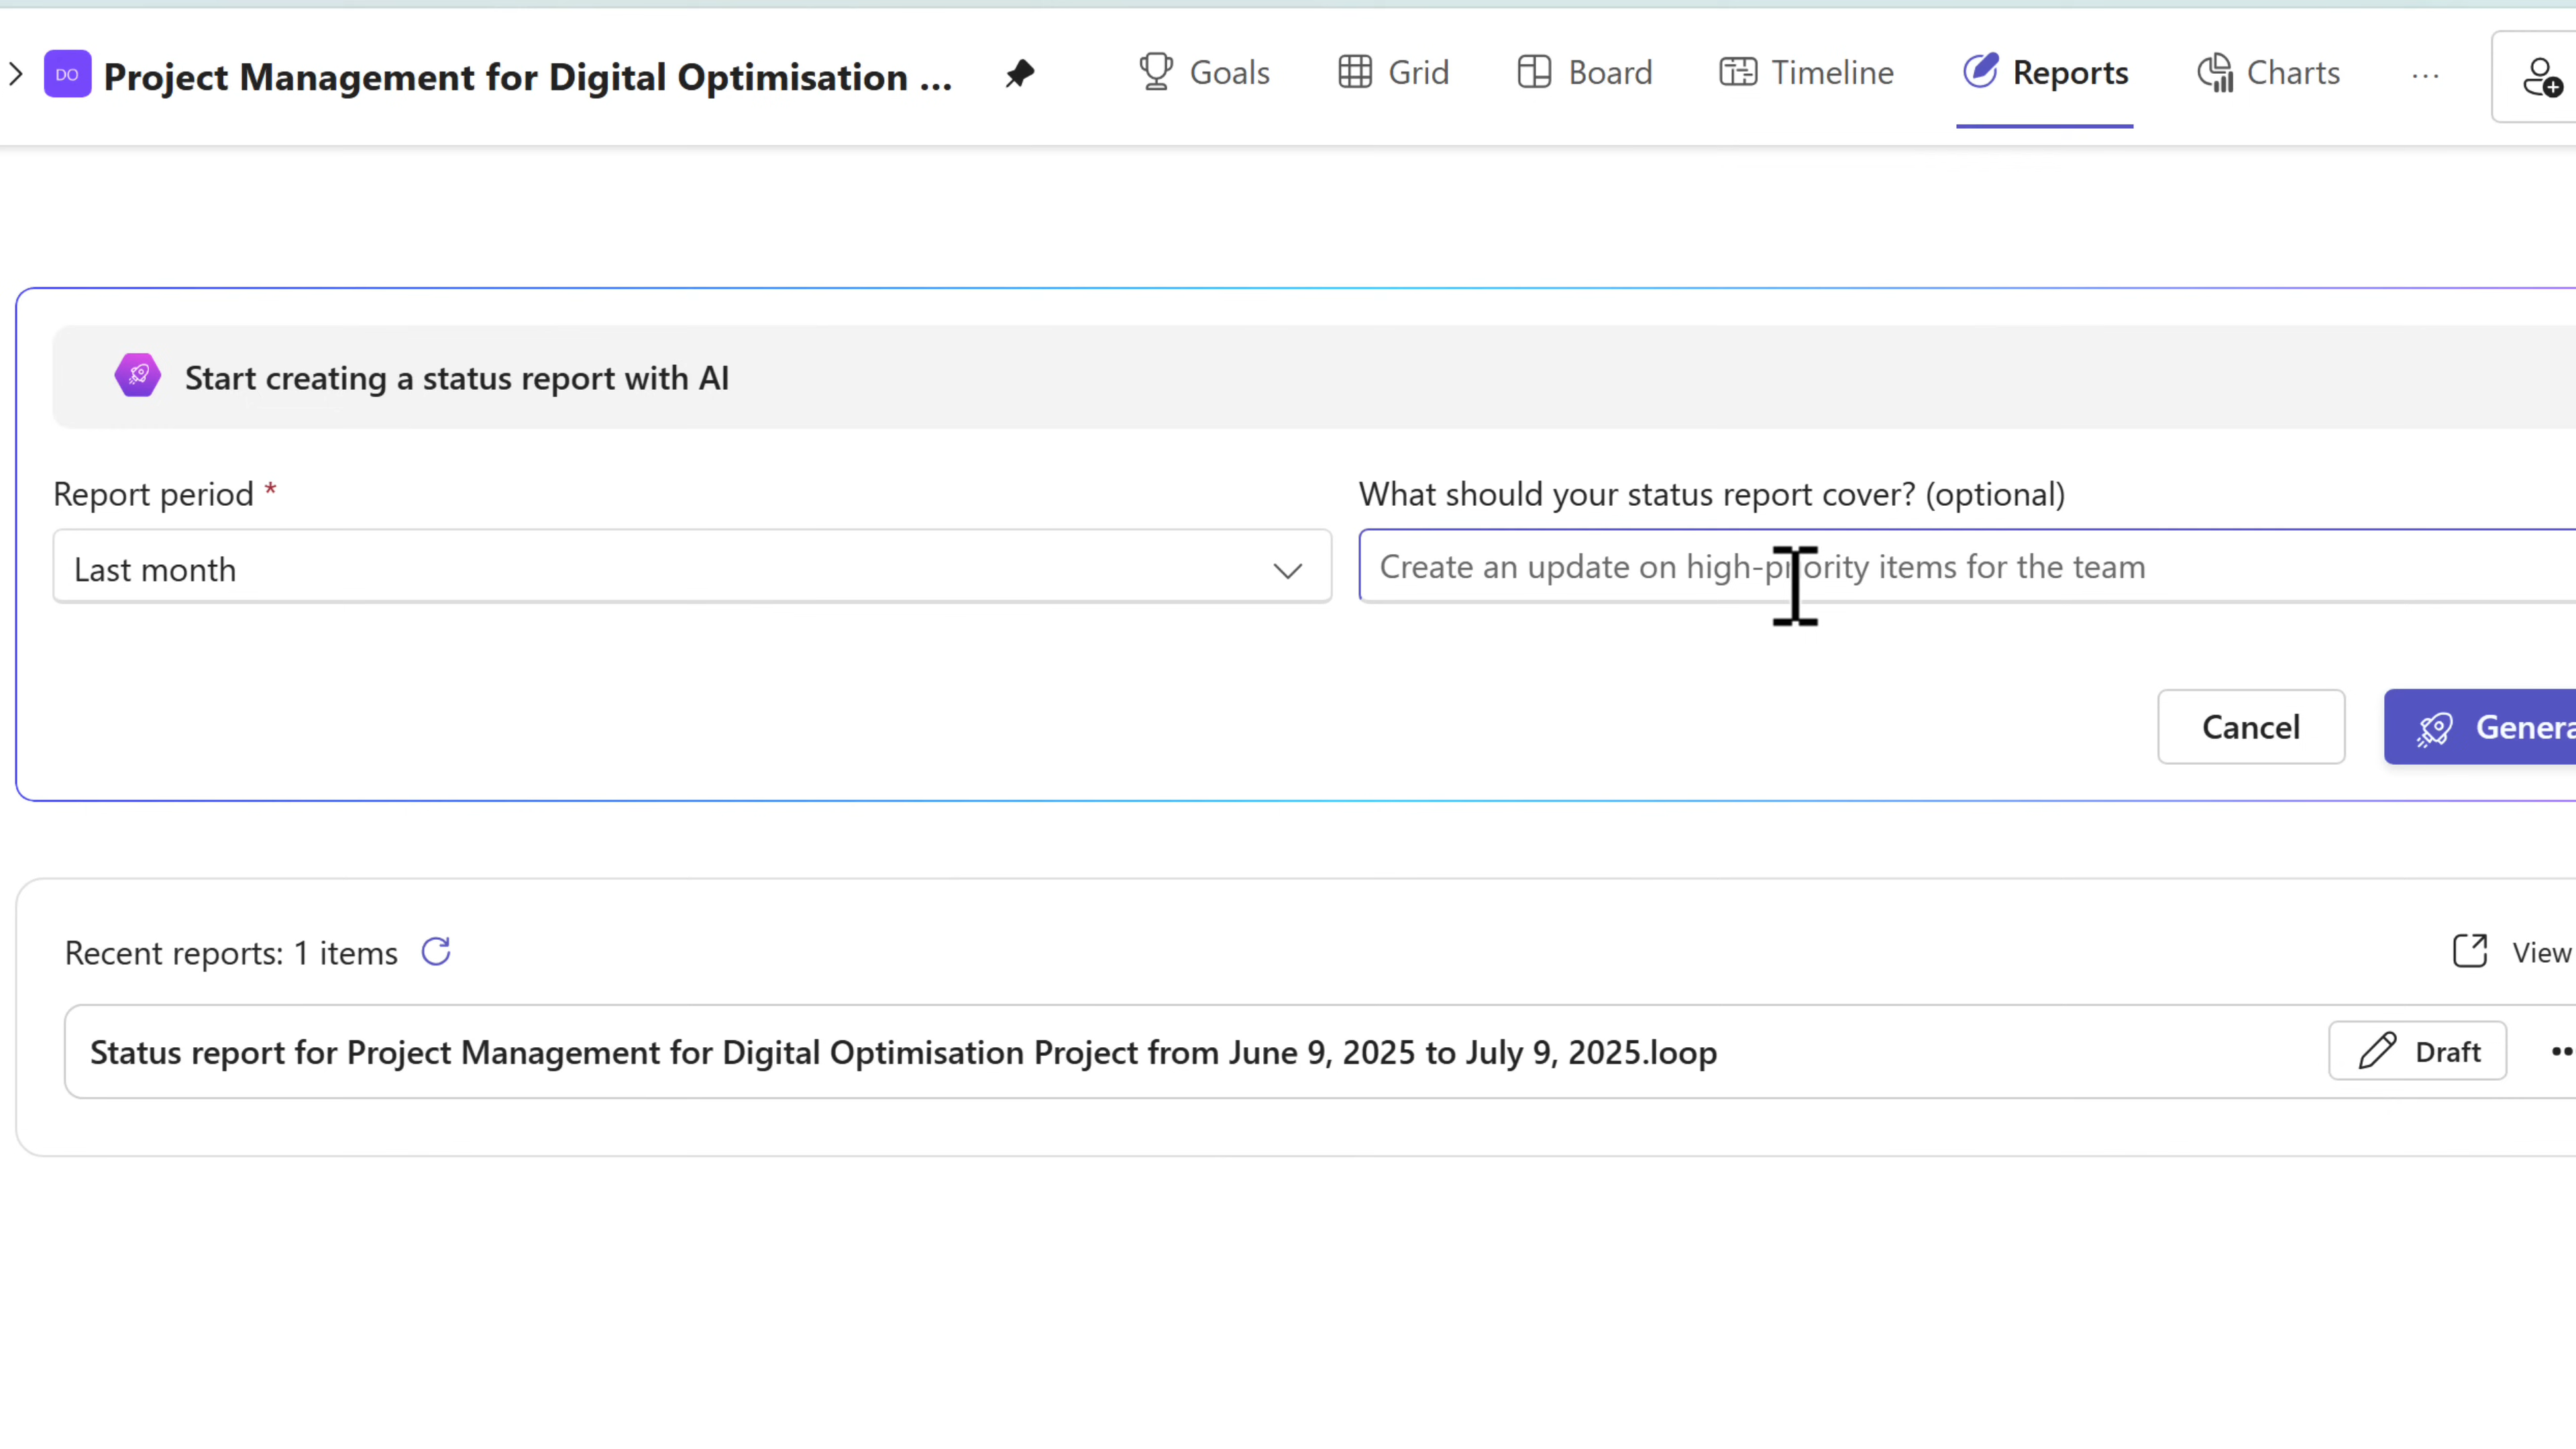 DO Project Management for Digital Optimisation ... Goals Grid Board Timeline Reports Charts ...
Start creating a status report with AI
Report period * What should your status report cover? (optional)
Last month Create an update on high-priority items for the team
Cancel Genera
Recent reports: 1 items View
Status report for Project Management for Digital Optimisation Project from June 9, 2025 to July 9, 2025.loop Draft